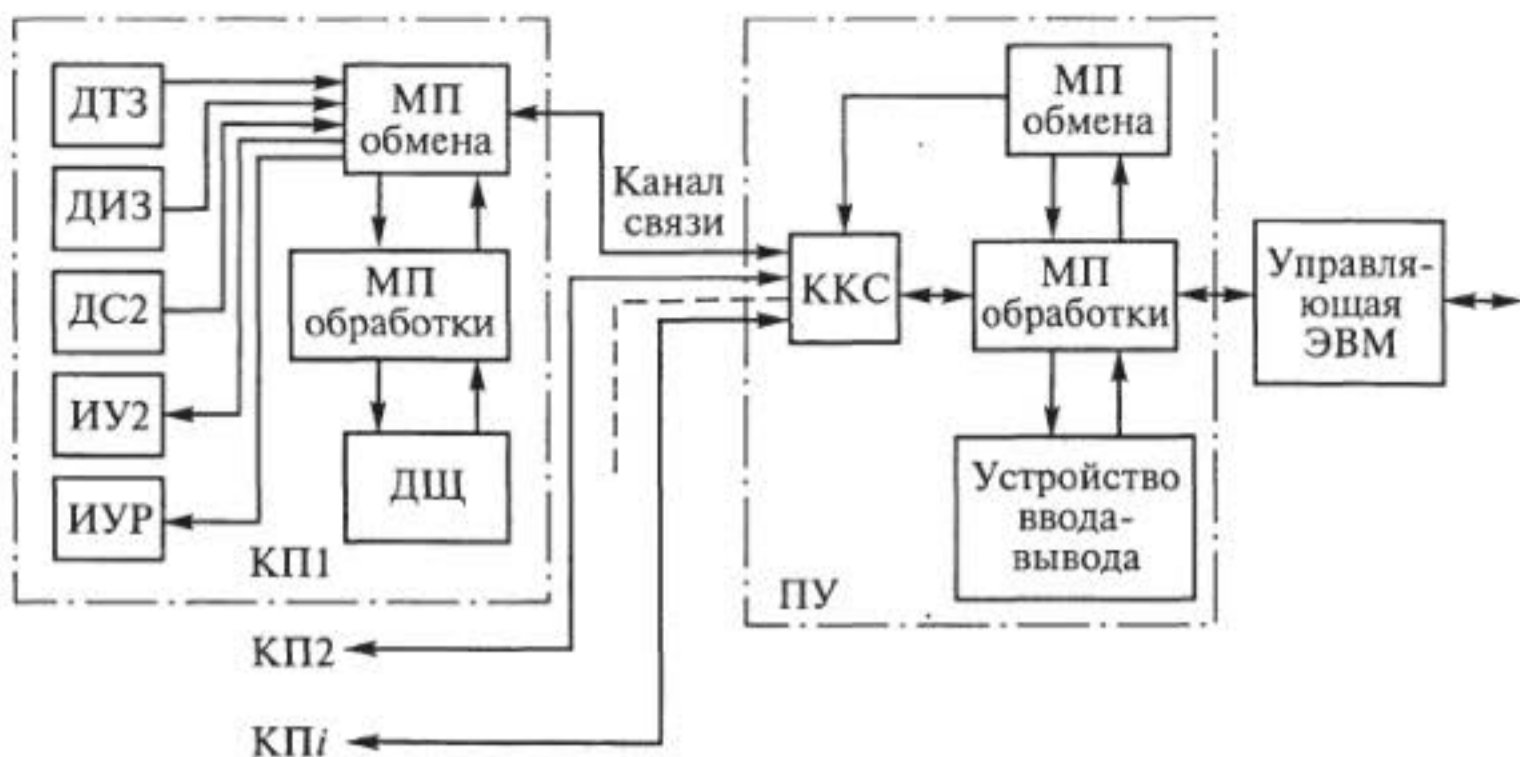 ДТЗ
ДИЗ
ДС2
ИУ2
ИУР
МП
обмена
МП
обработки
ДЩ
КП1
Канал
связи
КП2
КПi
ККС
МП
обмена
МП
обработки
Устройство
ввода-
вывода
ПУ
Управля-
ющая
ЭВМ